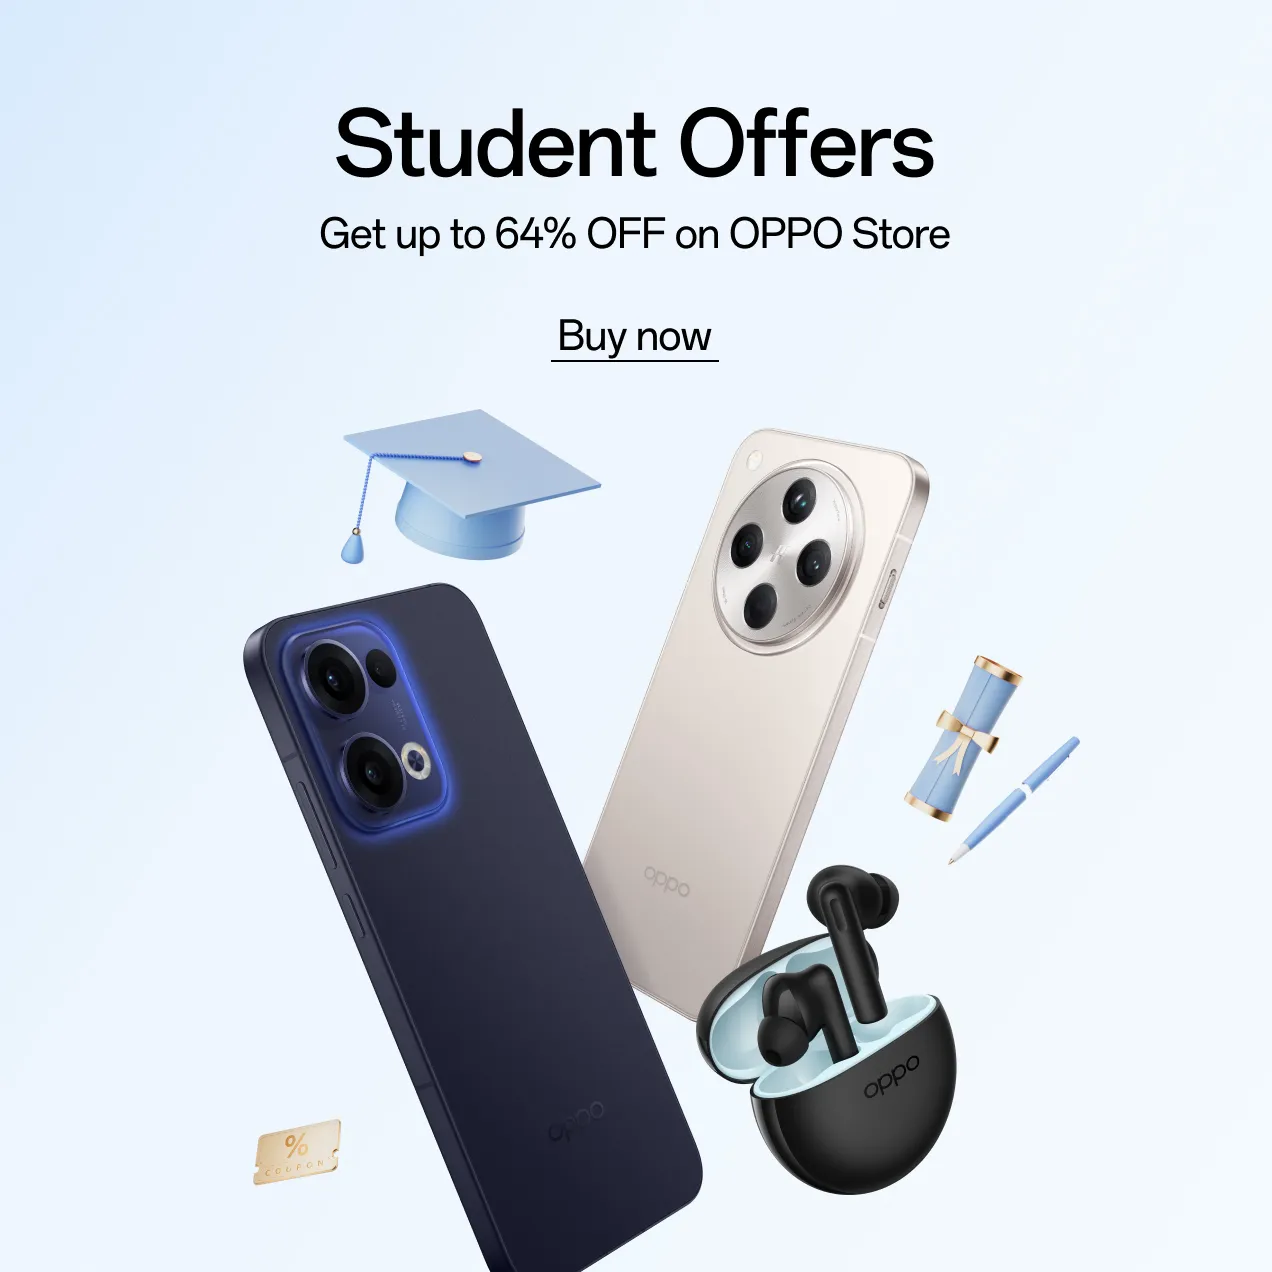 Student Offers
Get up to 64% OFF on OPPO Store
Buy now
oppo
oppo
oppo
%
COUPON